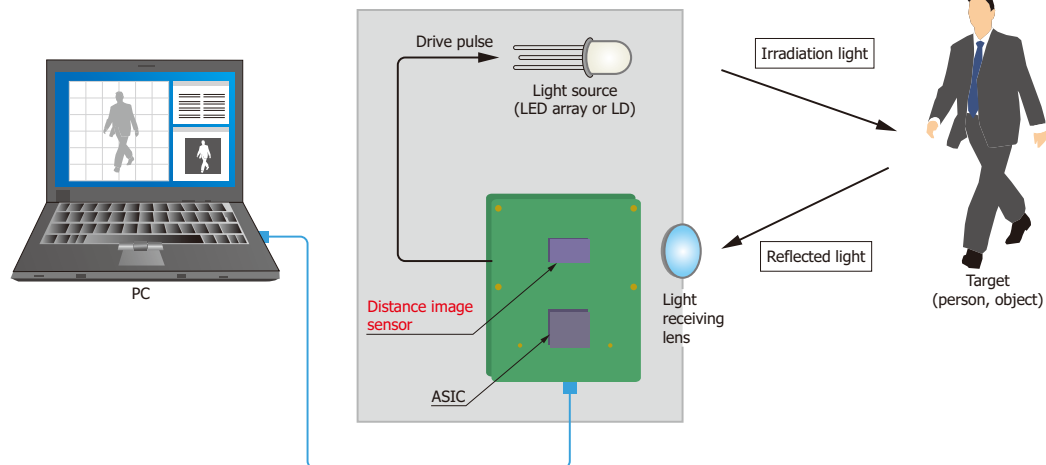 Drive pulse
Light source
(LED array or LD)
Irradiation light
Reflected light
Target
(person, object)
PC
Distance image
sensor
Light
receiving
lens
ASIC